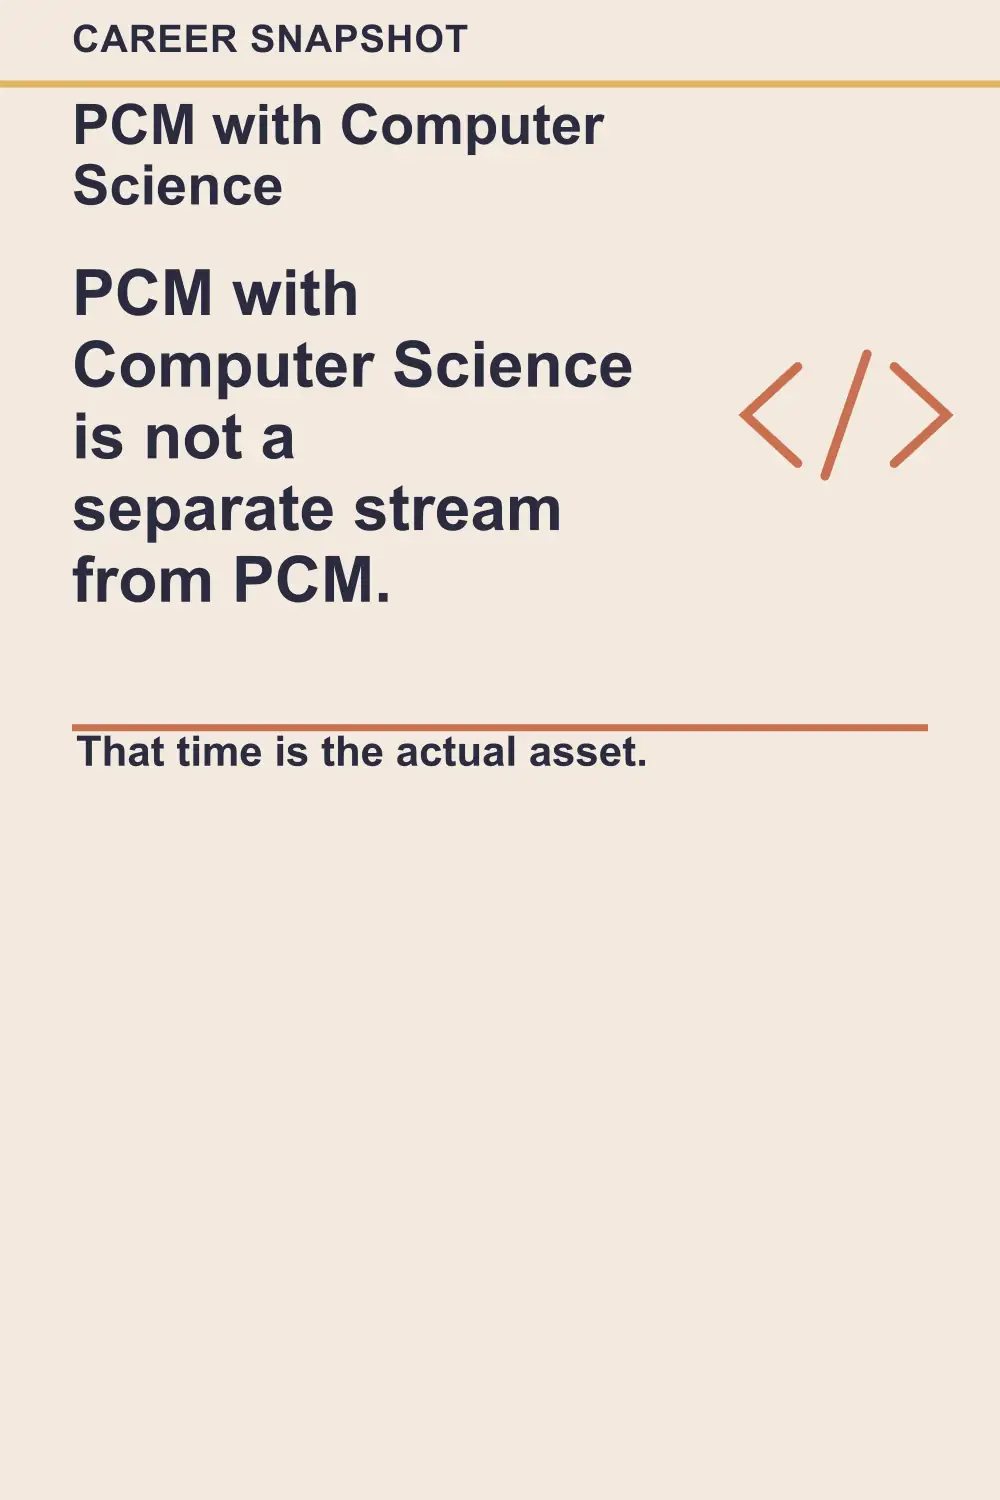 CAREER SNAPSHOT
PCM with Computer
Science
PCM with
Computer Science
is not a
separate stream
from PCM.
That time is the actual asset.